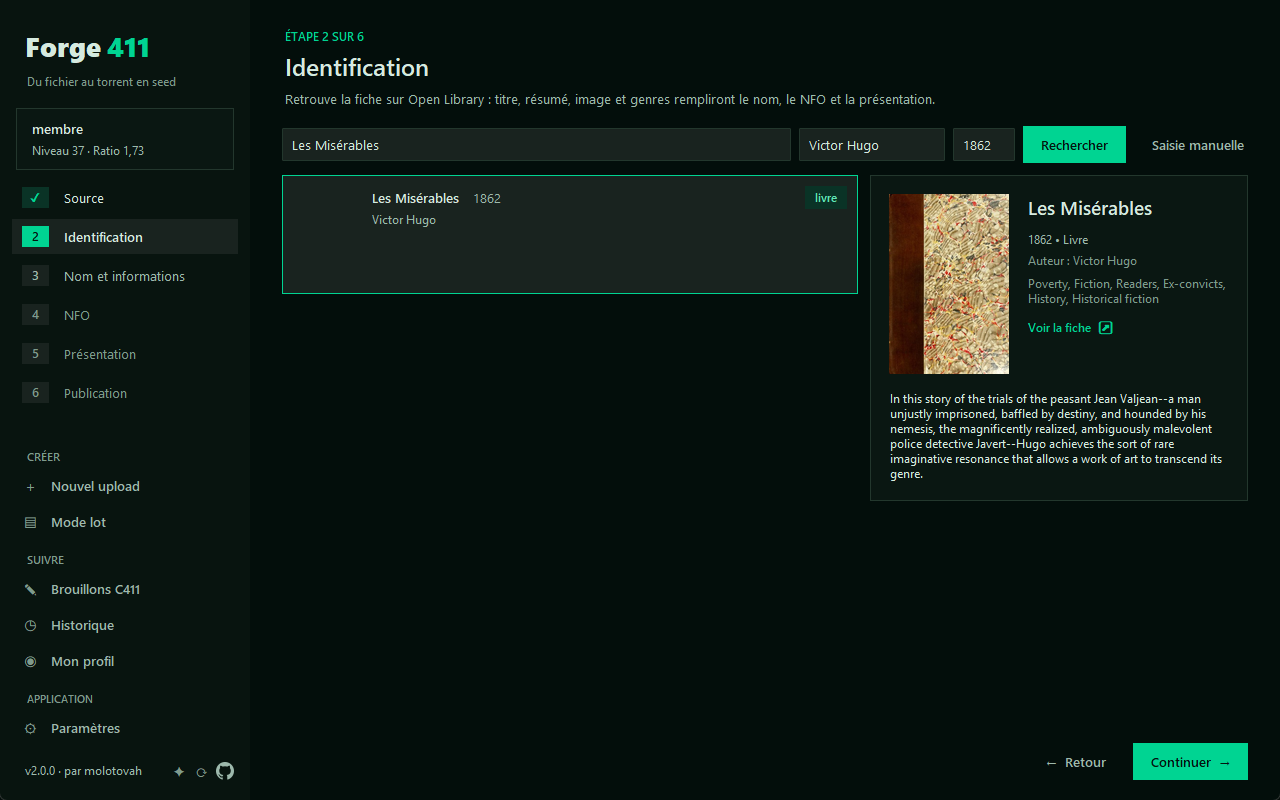 Forge 411
Du fichier au torrent en seed
membre
Niveau 37 · Ratio 1,73
✓ Source
2 Identification
3 Nom et informations
4 NFO
5 Présentation
6 Publication
CRÉER
+ Nouvel upload
Mode lot
SUIVRE
Brouillons C411
Historique
Mon profil
APPLICATION
Paramètres
v2.0.0 · par molotovah
ÉTAPE 2 SUR 6
Identification
Retrouve la fiche sur Open Library : titre, résumé, image et genres rempliront le nom, le NFO et la présentation.
Les Misérables Victor Hugo 1862 Rechercher Saisie manuelle
Les Misérables 1862 livre
Victor Hugo
Les Misérables
1862 • Livre
Auteur : Victor Hugo
Poverty, Fiction, Readers, Ex-convicts,
History, Historical fiction
Voir la fiche
In this story of the trials of the peasant Jean Valjean--a man
unjustly imprisoned, baffled by destiny, and hounded by his
nemesis, the magnificently realized, ambiguously malevolent
police detective Javert--Hugo achieves the sort of rare
imaginative resonance that allows a work of art to transcend its
genre.
← Retour Continuer →